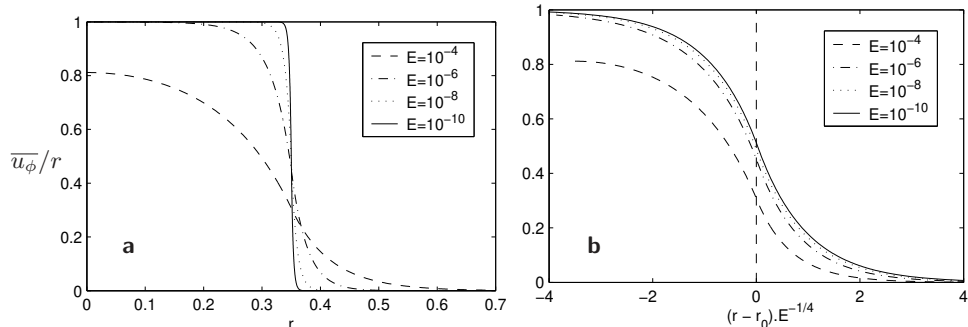 1
0.8
0.6
0.4
0.2
0
0 0.1 0.2 0.3 0.4 0.5 0.6 0.7
r
$\overline{u_\phi}/r$
a
E=10⁻⁴
E=10⁻⁶
E=10⁻⁸
E=10⁻¹⁰
1
0.8
0.6
0.4
0.2
0
−4 −2 0 2 4
(r − r₀).E⁻¹/⁴
b
E=10⁻⁴
E=10⁻⁶
E=10⁻⁸
E=10⁻¹⁰